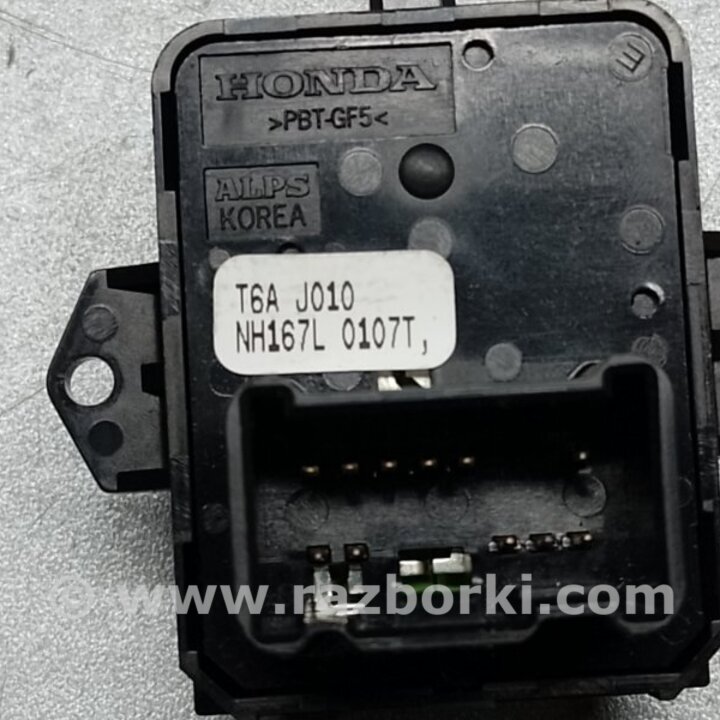 HONDA
>PBT-GF5<
E
ALPS
KOREA
T6A J010
NH167L 0107T,
© www.razborki.com